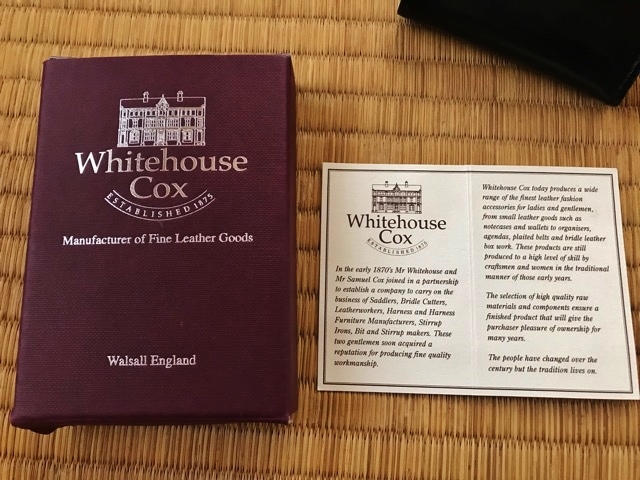 Whitehouse
Cox
ESTABLISHED 1875
Manufacturer of Fine Leather Goods
Walsall England
Whitehouse
Cox
ESTABLISHED 1875
In the early 1870's Mr Whitehouse and
Mr Samuel Cox joined in a partnership
to establish a company to carry on the
business of Saddlers, Bridle Cutters,
Leatherworkers, Harness and Harness
Furniture Manufacturers, Stirrup
Irons, Bit and Stirrup makers. These
two gentlemen soon acquired a
reputation for producing fine quality
workmanship.
Whitehouse Cox today produces a wide
range of the finest leather fashion
accessories for ladies and gentlemen,
from small leather goods such as
notecases and wallets to organisers,
agendas, plaited belts and bridle leather
box work. These products are still
produced to a high level of skill by
craftsmen and women in the traditional
manner of those early years.
The selection of high quality raw
materials and components ensure a
finished product that will give the
purchaser pleasure of ownership for
many years.
The people have changed over the
century but the tradition lives on.